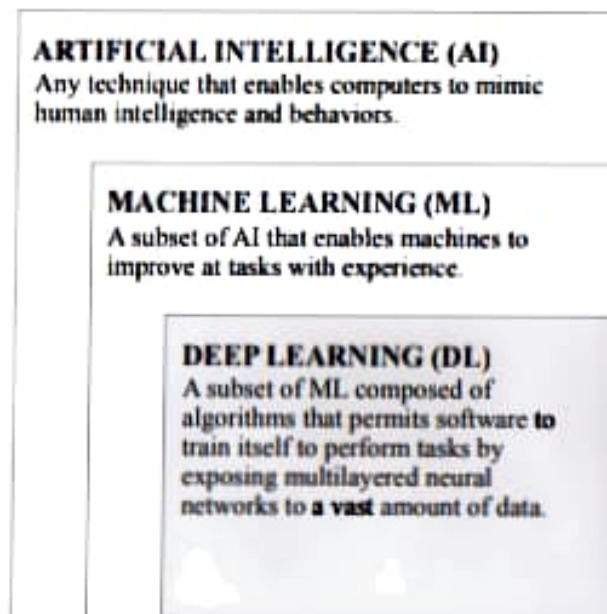 ARTIFICIAL INTELLIGENCE (AI)
Any technique that enables computers to mimic
human intelligence and behaviors.
MACHINE LEARNING (ML)
A subset of AI that enables machines to
improve at tasks with experience.
DEEP LEARNING (DL)
A subset of ML composed of
algorithms that permits software to
train itself to perform tasks by
exposing multilayered neural
networks to a vast amount of data.